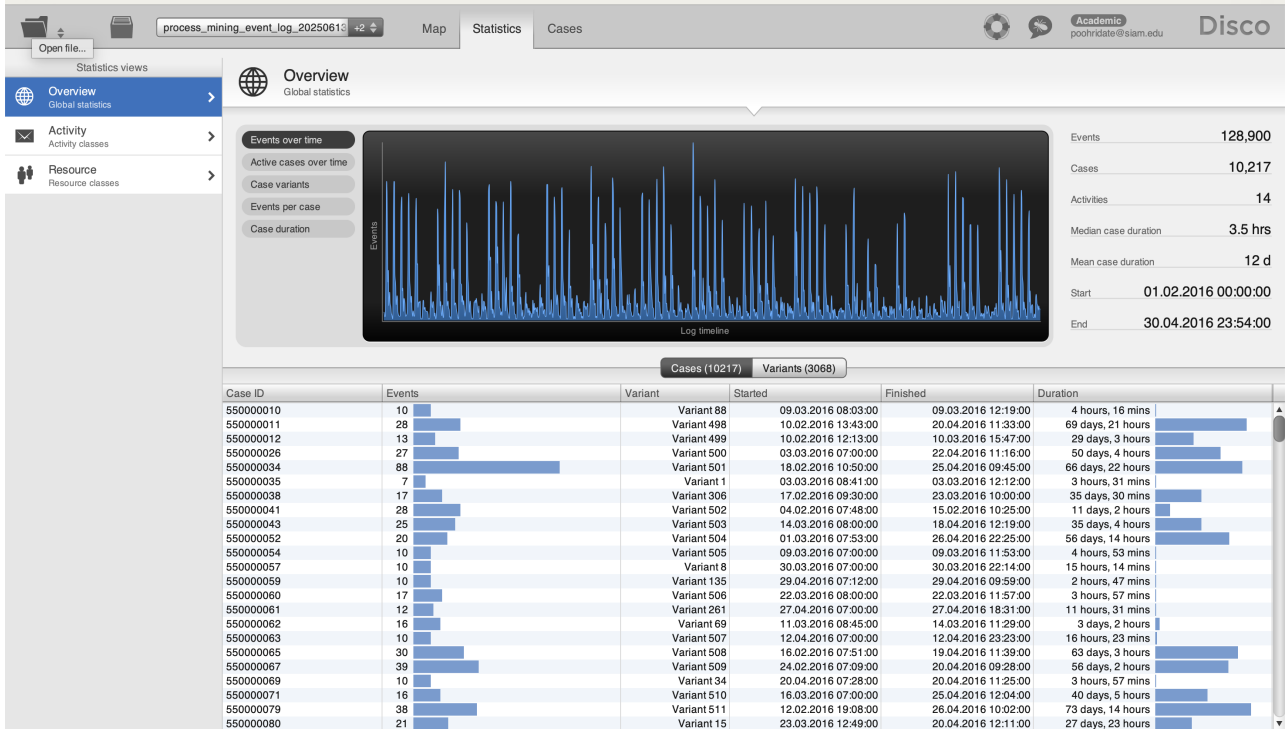 process_mining_event_log_20250613 +2
Map
Statistics
Cases
Academic
poohridate@siam.edu
Disco
Open file...
Statistics views
Overview
Global statistics
Activity
Activity classes
Resource
Resource classes
Overview
Global statistics
Events over time
Active cases over time
Case variants
Events per case
Case duration
Events
Log timeline
Events 128,900
Cases 10,217
Activities 14
Median case duration 3.5 hrs
Mean case duration 12 d
Start 01.02.2016 00:00:00
End 30.04.2016 23:54:00
Cases (10217) Variants (3068)
Case ID Events Variant Started Finished Duration
550000010 10 Variant 88 09.03.2016 08:03:00 09.03.2016 12:19:00 4 hours, 16 mins
550000011 28 Variant 498 10.02.2016 13:43:00 20.04.2016 11:33:00 69 days, 21 hours
550000012 13 Variant 499 10.02.2016 12:13:00 10.03.2016 15:47:00 29 days, 3 hours
550000026 27 Variant 500 03.03.2016 07:00:00 22.04.2016 11:16:00 50 days, 4 hours
550000034 88 Variant 501 18.02.2016 10:50:00 25.04.2016 09:45:00 66 days, 22 hours
550000035 7 Variant 1 03.03.2016 08:41:00 03.03.2016 12:12:00 3 hours, 31 mins
550000038 17 Variant 306 17.02.2016 09:30:00 23.03.2016 10:00:00 35 days, 30 mins
550000041 28 Variant 502 04.02.2016 07:48:00 15.02.2016 10:25:00 11 days, 2 hours
550000043 25 Variant 503 14.03.2016 08:00:00 18.04.2016 12:19:00 35 days, 4 hours
550000052 20 Variant 504 01.03.2016 07:53:00 26.04.2016 22:25:00 56 days, 14 hours
550000054 10 Variant 505 09.03.2016 07:00:00 09.03.2016 11:53:00 4 hours, 53 mins
550000057 10 Variant 8 30.03.2016 07:00:00 30.03.2016 22:14:00 15 hours, 14 mins
550000059 10 Variant 135 29.04.2016 07:12:00 29.04.2016 09:59:00 2 hours, 47 mins
550000060 17 Variant 506 22.03.2016 08:00:00 22.03.2016 11:57:00 3 hours, 57 mins
550000061 12 Variant 261 27.04.2016 07:00:00 27.04.2016 18:31:00 11 hours, 31 mins
550000062 16 Variant 69 11.03.2016 08:45:00 14.03.2016 11:29:00 3 days, 2 hours
550000063 10 Variant 507 12.04.2016 07:00:00 12.04.2016 23:23:00 16 hours, 23 mins
550000065 30 Variant 508 16.02.2016 07:51:00 19.04.2016 11:39:00 63 days, 3 hours
550000067 39 Variant 509 24.02.2016 07:09:00 20.04.2016 09:28:00 56 days, 2 hours
550000069 10 Variant 34 20.04.2016 07:28:00 20.04.2016 11:25:00 3 hours, 57 mins
550000071 16 Variant 510 16.03.2016 07:00:00 25.04.2016 12:04:00 40 days, 5 hours
550000079 38 Variant 511 12.02.2016 19:08:00 26.04.2016 10:02:00 73 days, 14 hours
550000080 21 Variant 15 23.03.2016 12:49:00 20.04.2016 12:11:00 27 days, 23 hours